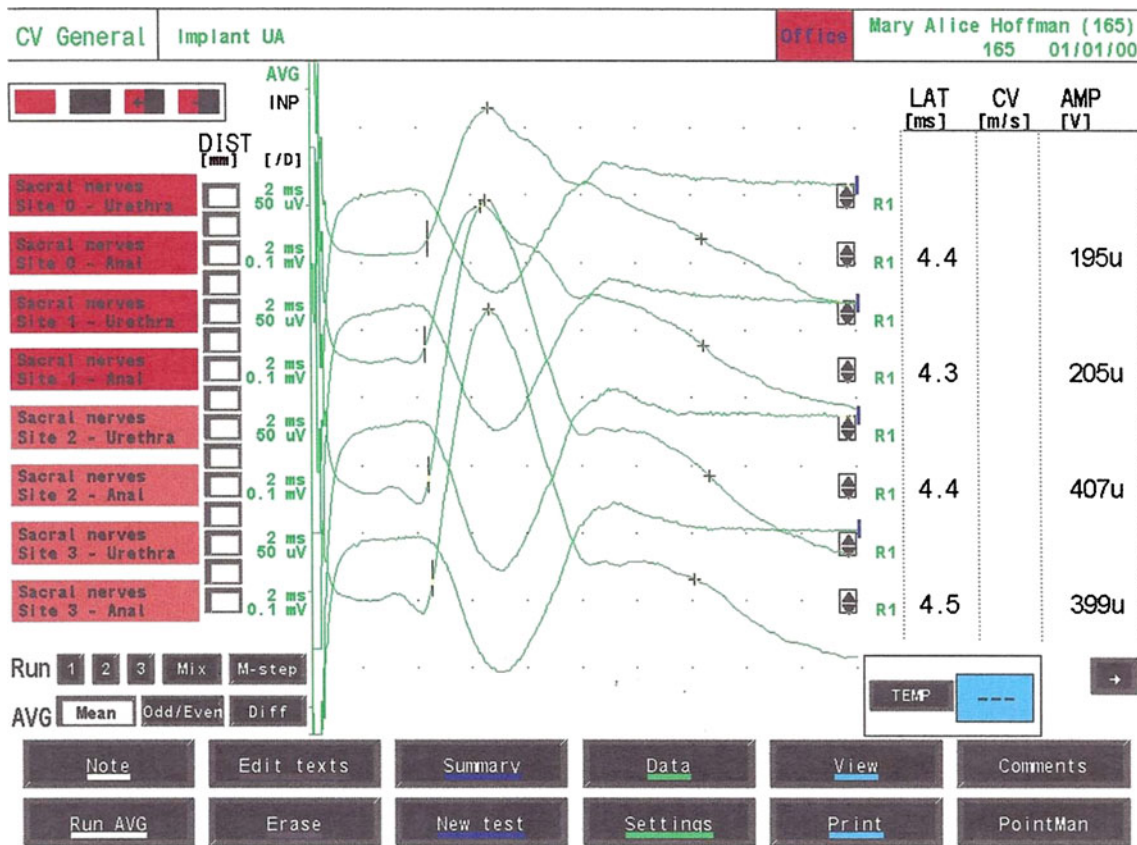 CV General Implant UA Office Mary Alice Hoffman (165)
165 01/01/00
AVG
INP
LAT CV AMP
[ms] [m/s] [V]
DIST
[mm] [/D]
+ -
Sacral nerves 2 ms
Site 0 - Urethra 50 uV R1
Sacral nerves 2 ms
Site 0 - Anal 0.1 mV R1 4.4 195u
Sacral nerves 2 ms
Site 1 - Urethra 50 uV R1
Sacral nerves 2 ms
Site 1 - Anal 0.1 mV R1 4.3 205u
Sacral nerves 2 ms
Site 2 - Urethra 50 uV R1
Sacral nerves 2 ms
Site 2 - Anal 0.1 mV R1 4.4 407u
Sacral nerves 2 ms
Site 3 - Urethra 50 uV R1
Sacral nerves 2 ms
Site 3 - Anal 0.1 mV R1 4.5 399u
Run 1 2 3 Mix M-step
AVG Mean Odd/Even Diff
TEMP ---
Note Edit texts Summary Data View Comments
Run AVG Erase New test Settings Print PointMan